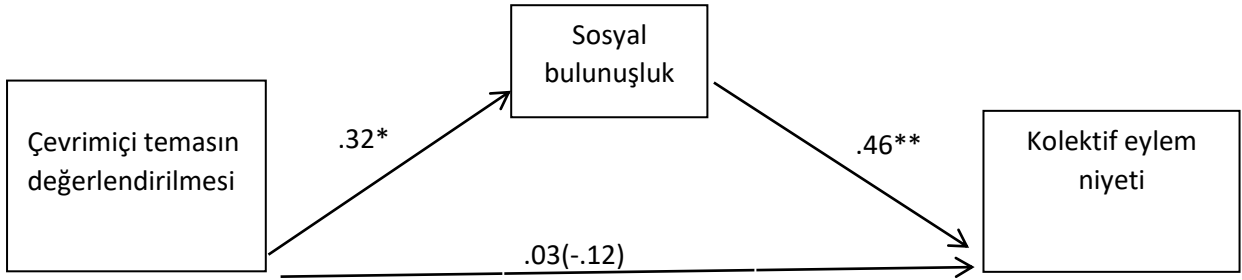 Sosyal
bulunuşluk
Çevrimiçi temasın
değerlendirilmesi
.32*
.46**
Kolektif eylem
niyeti
.03(-.12)